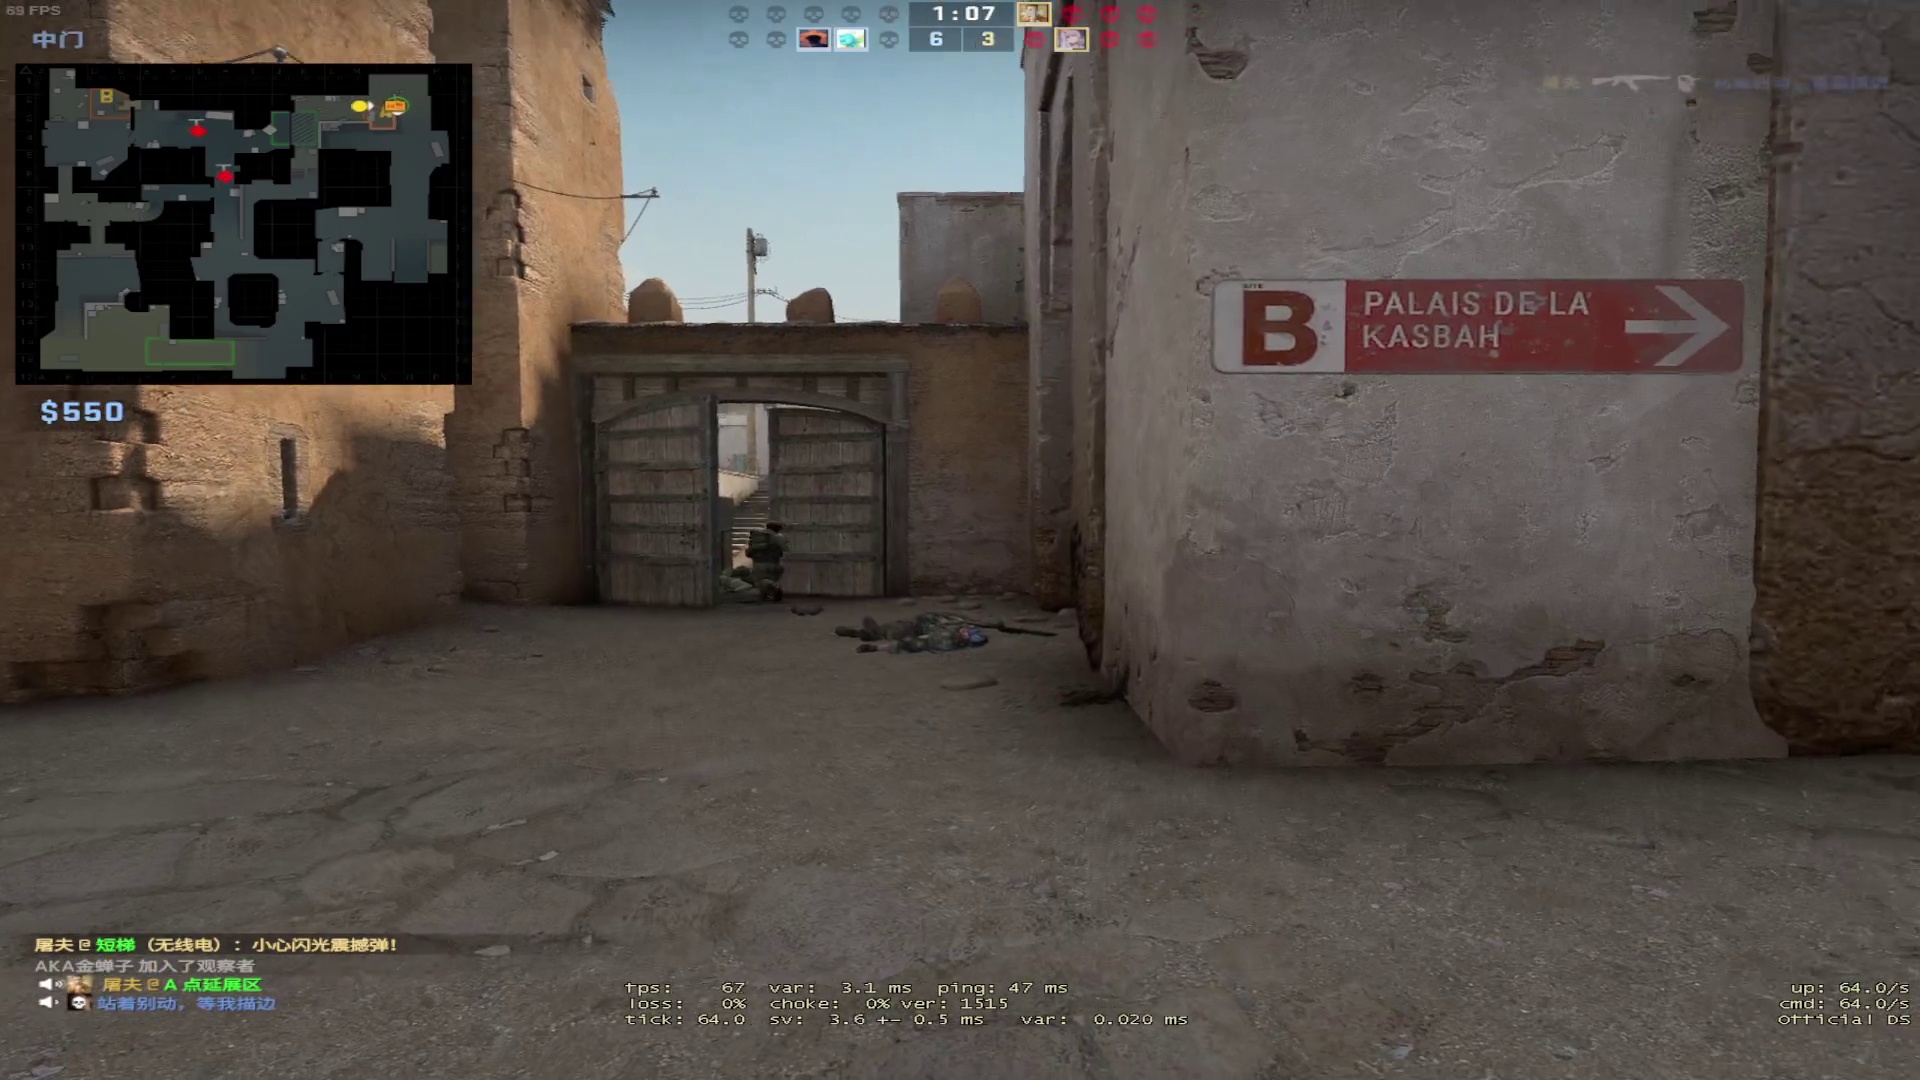 69 FPS
中门
1:07
6 3
B
$550
B PALAIS DE LA
KASBAH
屠夫@短梯（无线电）：小心闪光震撼弹!
AKA金蝉子 加入了观察者
屠夫@A 点延展区
站着别动，等我描边
fps: 67 var: 3.1 ms ping: 47 ms
loss: 0% choke: 0% ver: 1515
tick: 64.0 sv: 3.6 +- 0.5 ms var: 0.020 ms
up: 64.0/s
cmd: 64.0/s
Official DS